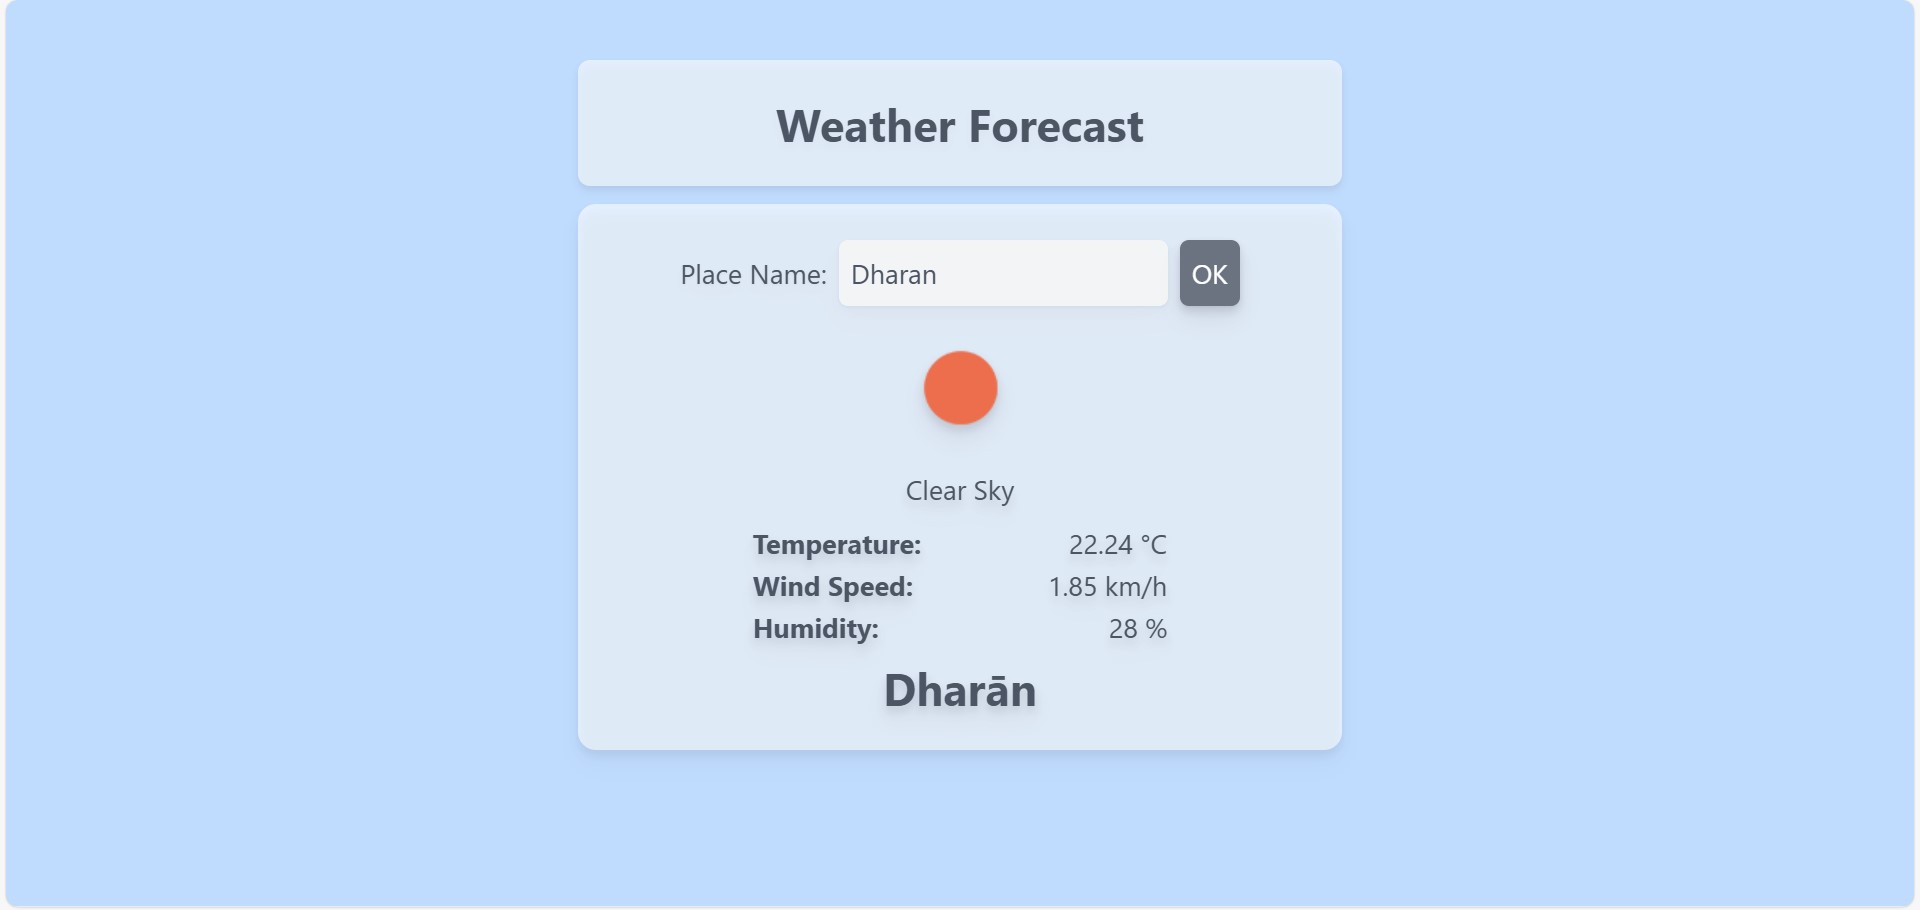 Weather Forecast
Place Name: Dharan OK
Clear Sky
Temperature: 22.24 °C
Wind Speed: 1.85 km/h
Humidity: 28 %
Dharān